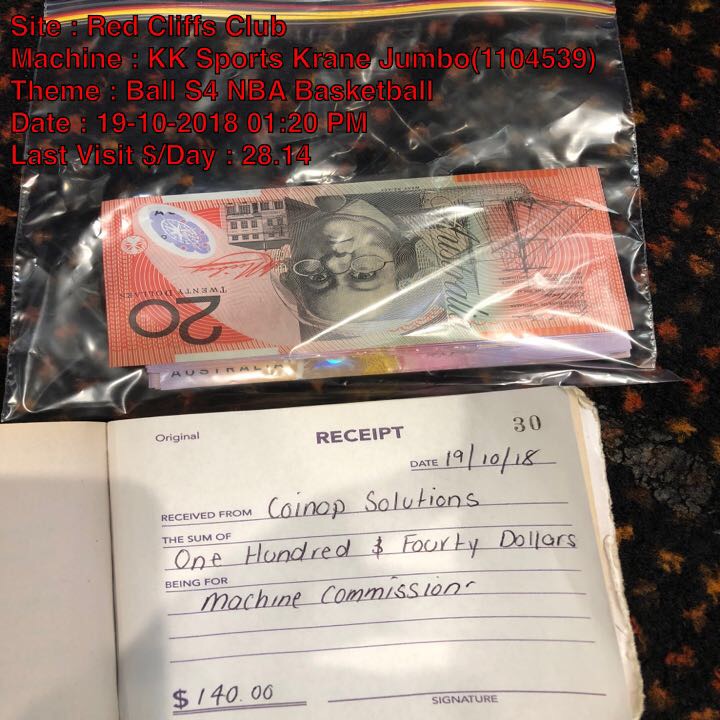 Site : Red Cliffs Club
Machine : KK Sports Krane Jumbo(1104539)
Theme : Ball S4 NBA Basketball
Date : 19-10-2018 01:20 PM
Last Visit $/Day : 28.14
Australia
TWENTY DOLLARS
20
AUSTRALIA
Original
RECEIPT
30
DATE 19/10/18
RECEIVED FROM Coinop Solutions
THE SUM OF
One Hundred $ Fourty Dollars
BEING FOR
Machine Commission
$ 140.00
SIGNATURE